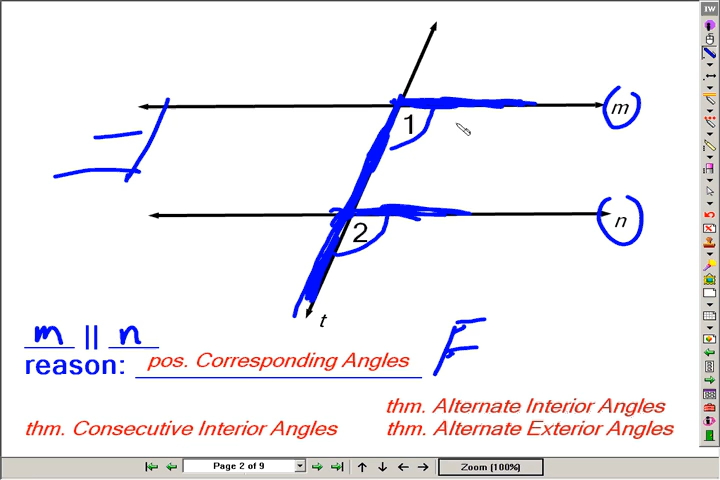 IW
m
1
n
2
t
m || n
reason: pos. Corresponding Angles
F
thm. Alternate Interior Angles
thm. Consecutive Interior Angles
thm. Alternate Exterior Angles
Page 2 of 9
Zoom (100%)